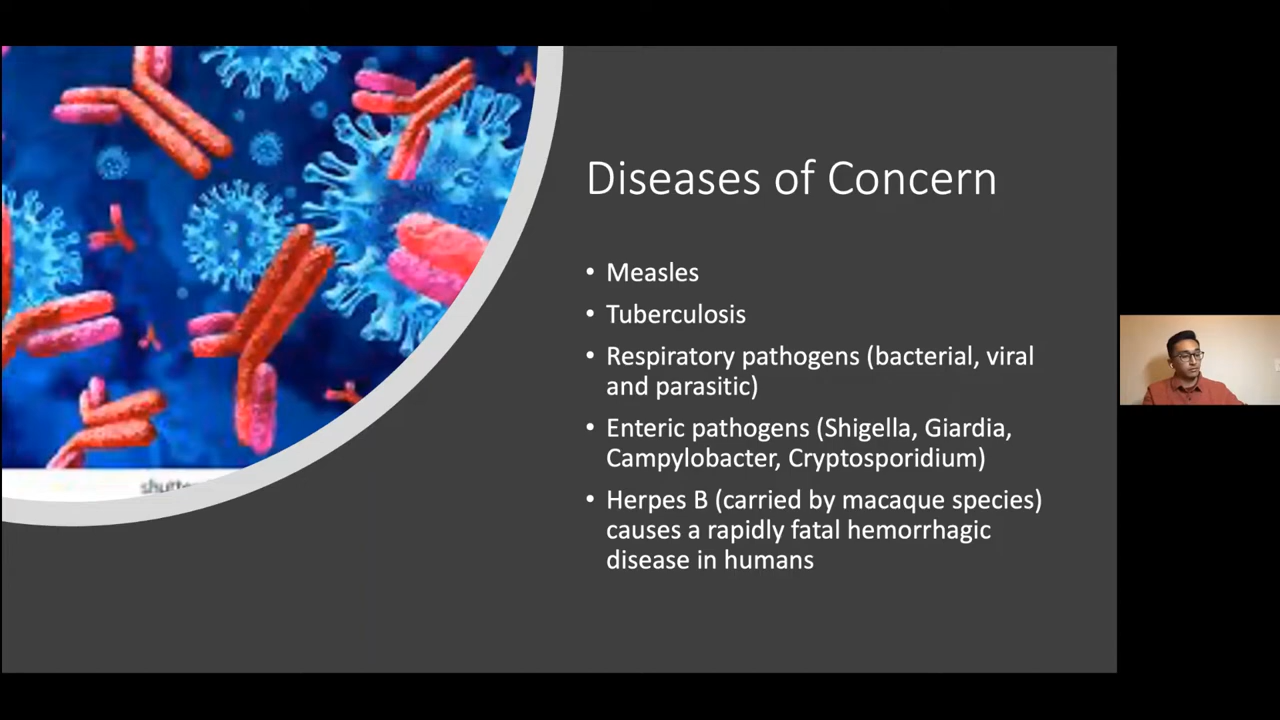 Diseases of Concern
• Measles
• Tuberculosis
• Respiratory pathogens (bacterial, viral
and parasitic)
• Enteric pathogens (Shigella, Giardia,
Campylobacter, Cryptosporidium)
• Herpes B (carried by macaque species)
causes a rapidly fatal hemorrhagic
disease in humans